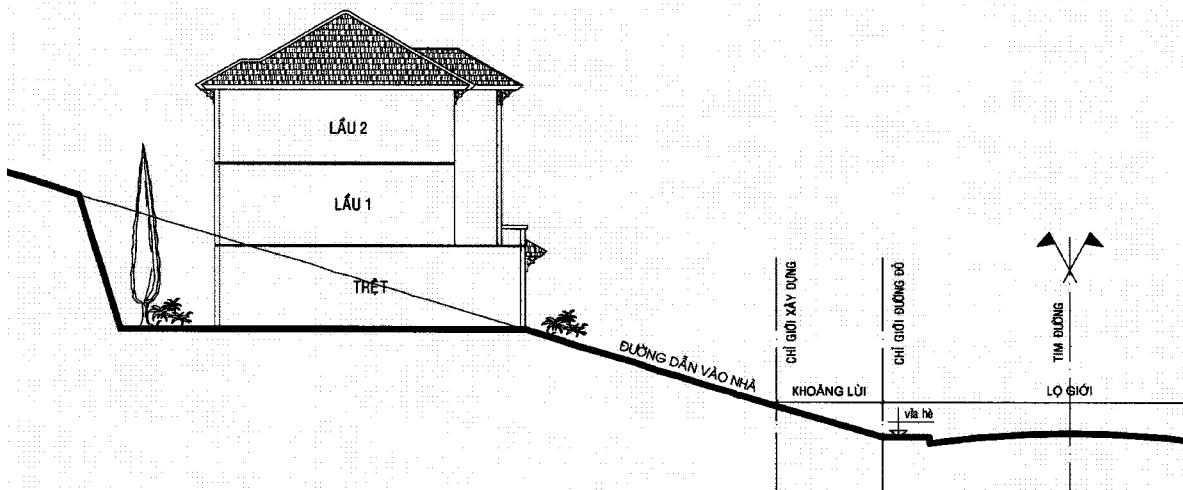 LẦU 2
LẦU 1
TRỆT
ĐƯỜNG DẪN VÀO NHÀ
CHỈ GIỚI XÂY DỰNG
CHỈ GIỚI ĐƯỜNG ĐỎ
TIM ĐƯỜNG
KHOẢNG LÙI
LỘ GIỚI
vỉa hè